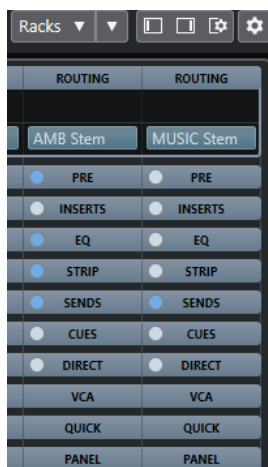 Racks
ROUTING ROUTING
AMB Stem MUSIC Stem
PRE PRE
INSERTS INSERTS
EQ EQ
STRIP STRIP
SENDS SENDS
CUES CUES
DIRECT DIRECT
VCA VCA
QUICK QUICK
PANEL PANEL